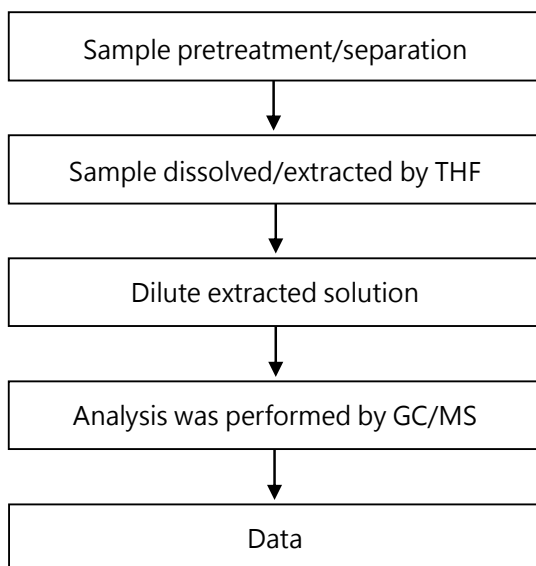 Sample pretreatment/separation
Sample dissolved/extracted by THF
Dilute extracted solution
Analysis was performed by GC/MS
Data